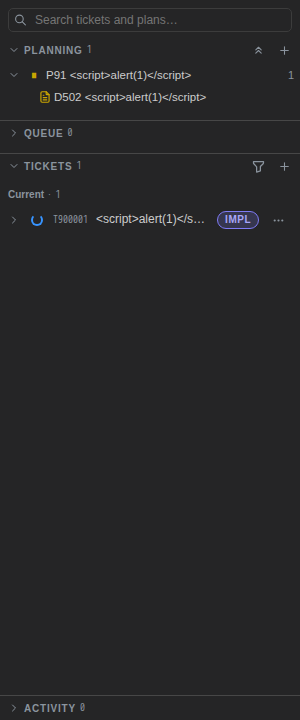 Search tickets and plans…
PLANNING 1
P91 <script>alert(1)</script> 1
D502 <script>alert(1)</script>
QUEUE 0
TICKETS 1
Current · 1
T900001 <script>alert(1)</s… IMPL ···
ACTIVITY 0